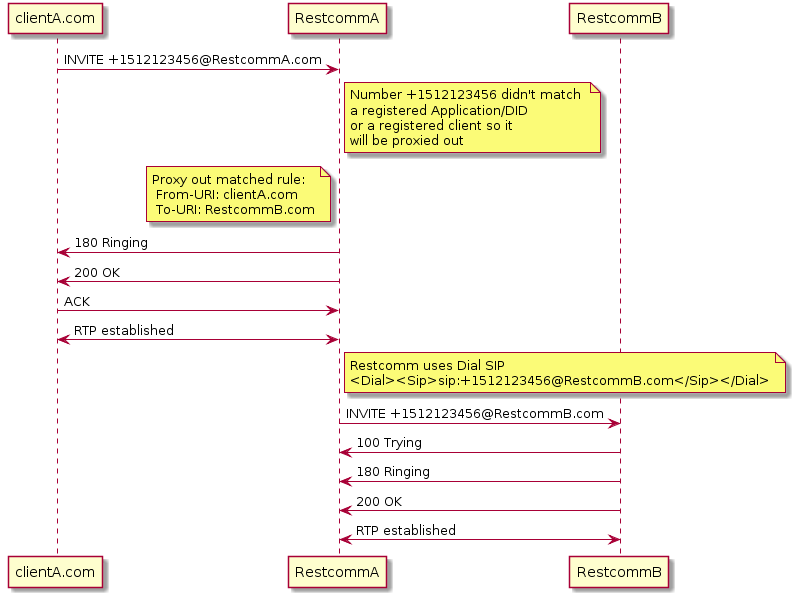 clientA.com
RestcommA
RestcommB
INVITE +1512123456@RestcommA.com
Number +1512123456 didn't match
a registered Application/DID
or a registered client so it
will be proxied out
Proxy out matched rule:
From-URI: clientA.com
To-URI: RestcommB.com
180 Ringing
200 OK
ACK
RTP established
Restcomm uses Dial SIP
<Dial><Sip>sip:+1512123456@RestcommB.com</Sip></Dial>
INVITE +1512123456@RestcommB.com
100 Trying
180 Ringing
200 OK
RTP established
clientA.com
RestcommA
RestcommB